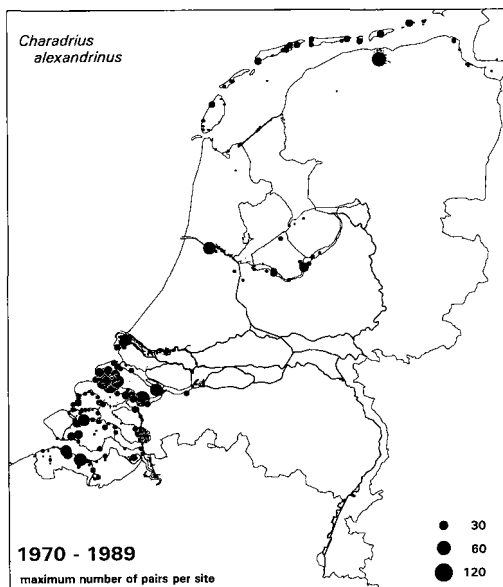 Charadrius
alexandrinus
1970 - 1989
maximum number of pairs per site
30
60
120